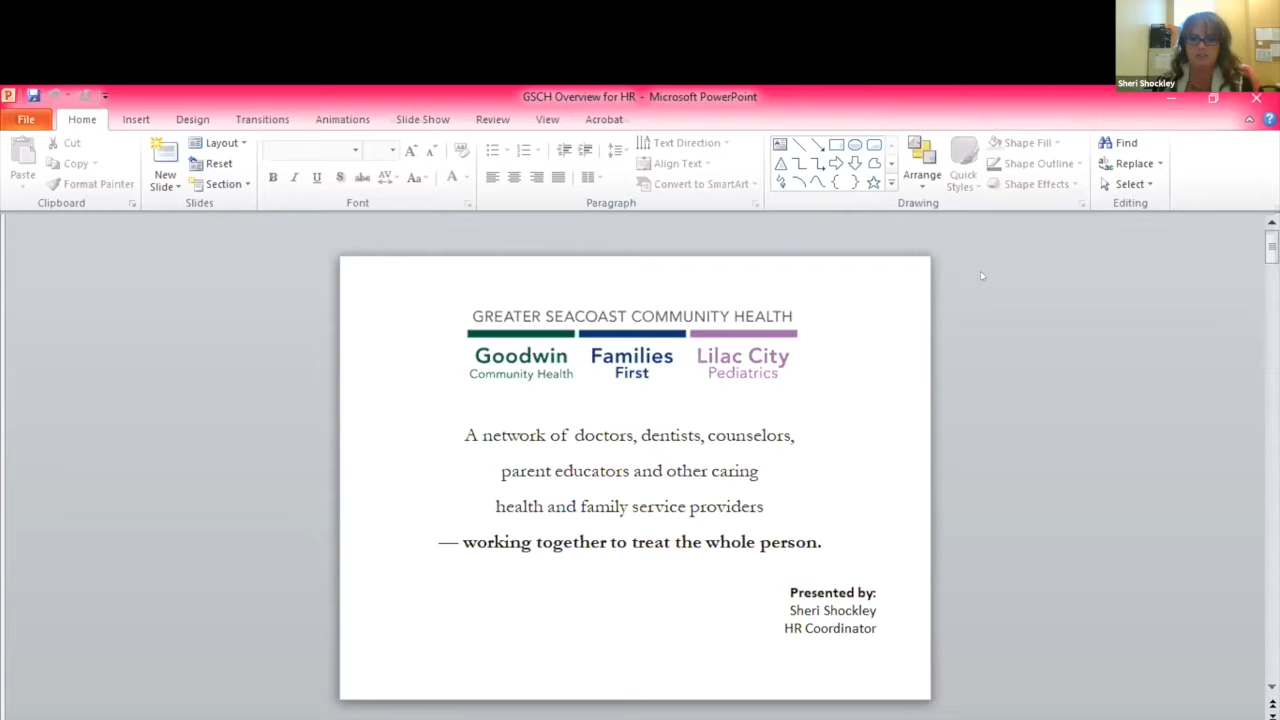 Sheri Shockley
GSCH Overview for HR - Microsoft PowerPoint
File Home Insert Design Transitions Animations Slide Show Review View Acrobat
Paste
Cut
Copy
Format Painter
Clipboard
New Slide
Layout
Reset
Section
Slides
Font
Text Direction
Align Text
Convert to SmartArt
Paragraph
Arrange
Quick Styles
Shape Fill
Shape Outline
Shape Effects
Drawing
Find
Replace
Select
Editing
GREATER SEACOAST COMMUNITY HEALTH
Goodwin
Community Health
Families
First
Lilac City
Pediatrics
A network of doctors, dentists, counselors,
parent educators and other caring
health and family service providers
— working together to treat the whole person.
Presented by:
Sheri Shockley
HR Coordinator